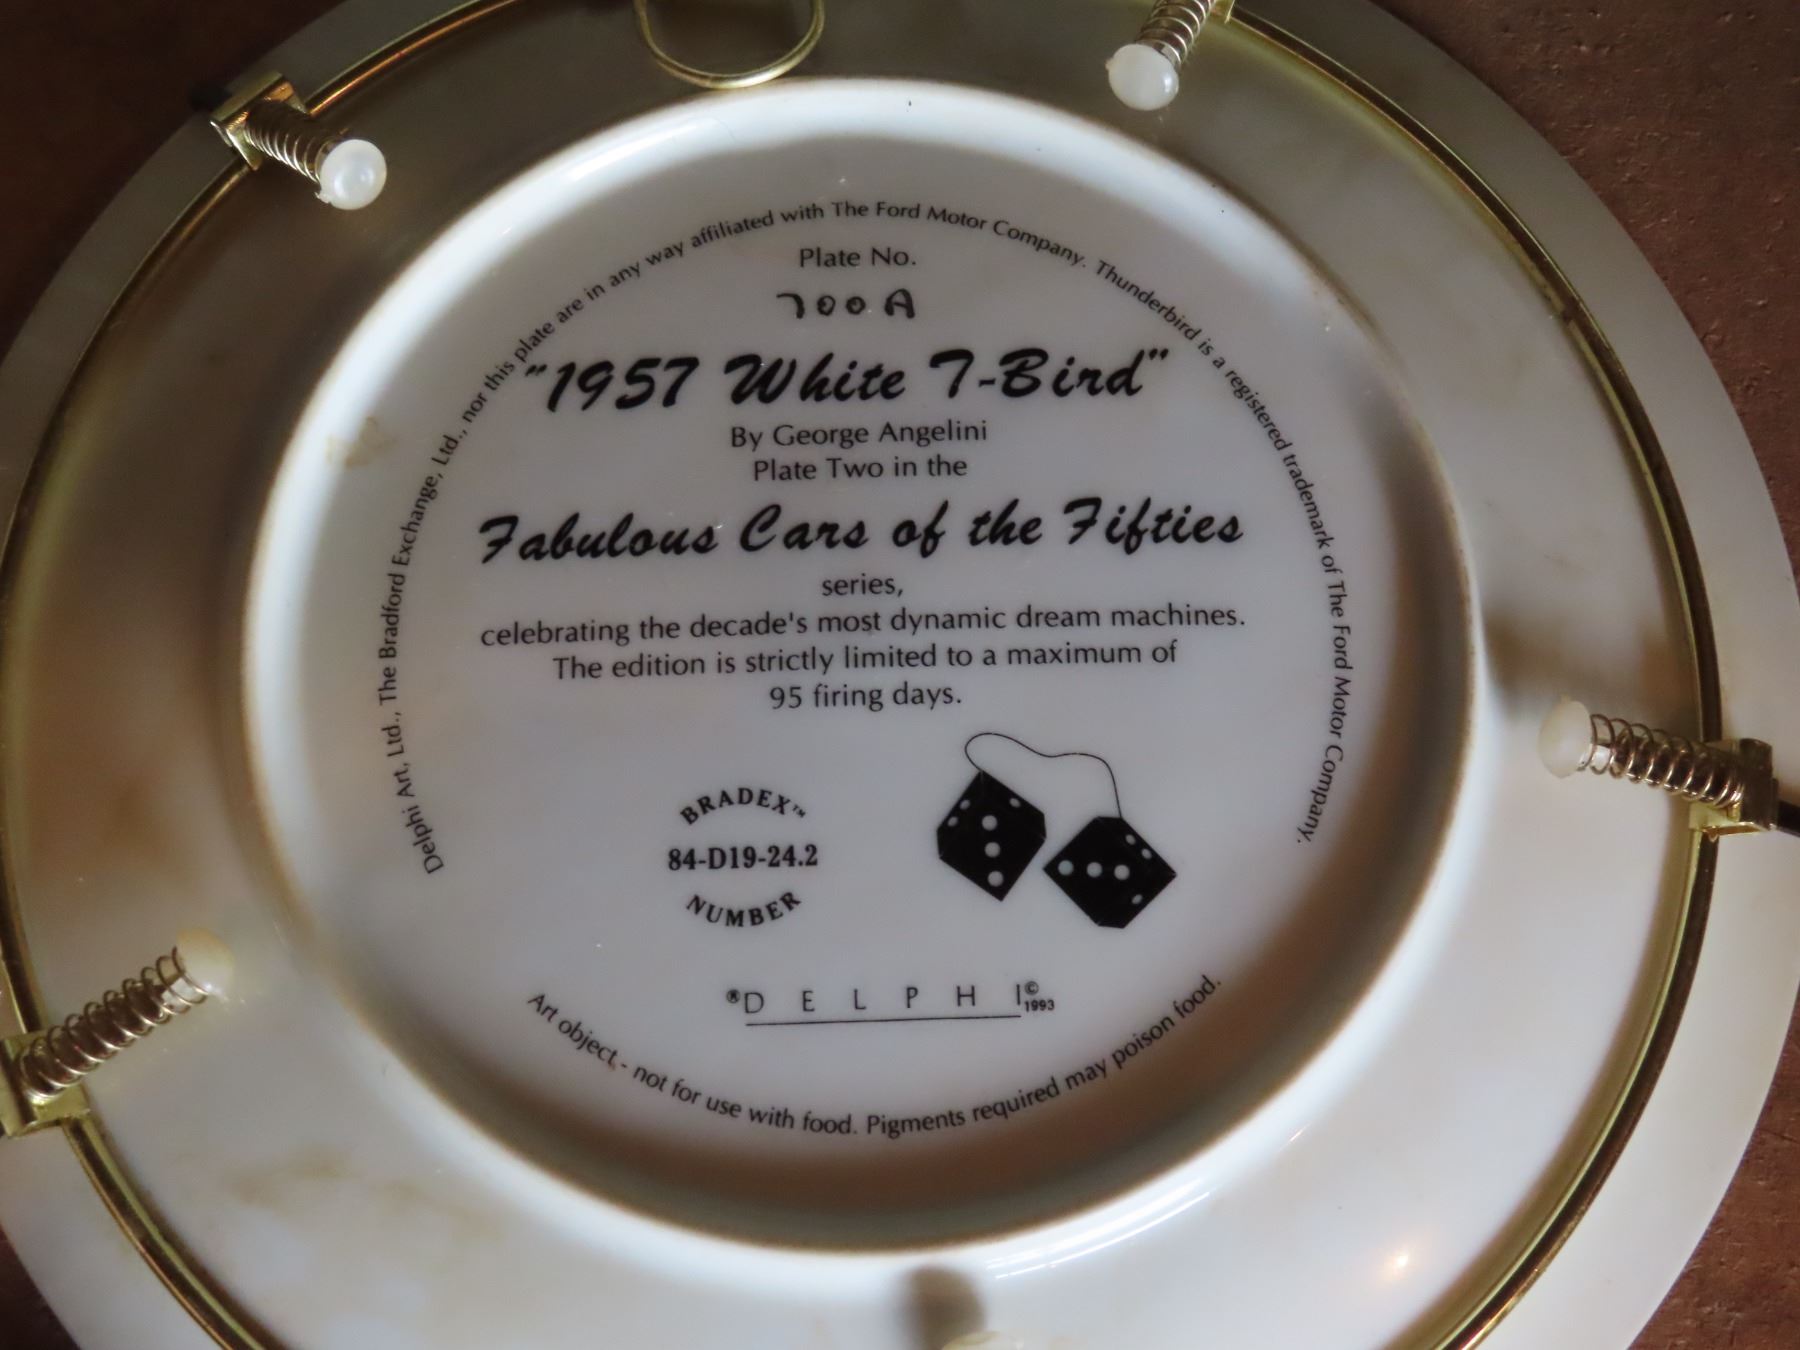 Delphi Art, Ltd., The Bradford Exchange, Ltd., nor this plate are in any way affiliated with The Ford Motor Company. Thunderbird is a registered trademark of The Ford Motor Company.
Plate No.
700A
"1957 White T-Bird"
By George Angelini
Plate Two in the
Fabulous Cars of the Fifties
series,
celebrating the decade's most dynamic dream machines.
The edition is strictly limited to a maximum of
95 firing days.
BRADEX™
84-D19-24.2
NUMBER
®DELPHI©
1993
Art object - not for use with food. Pigments required may poison food.